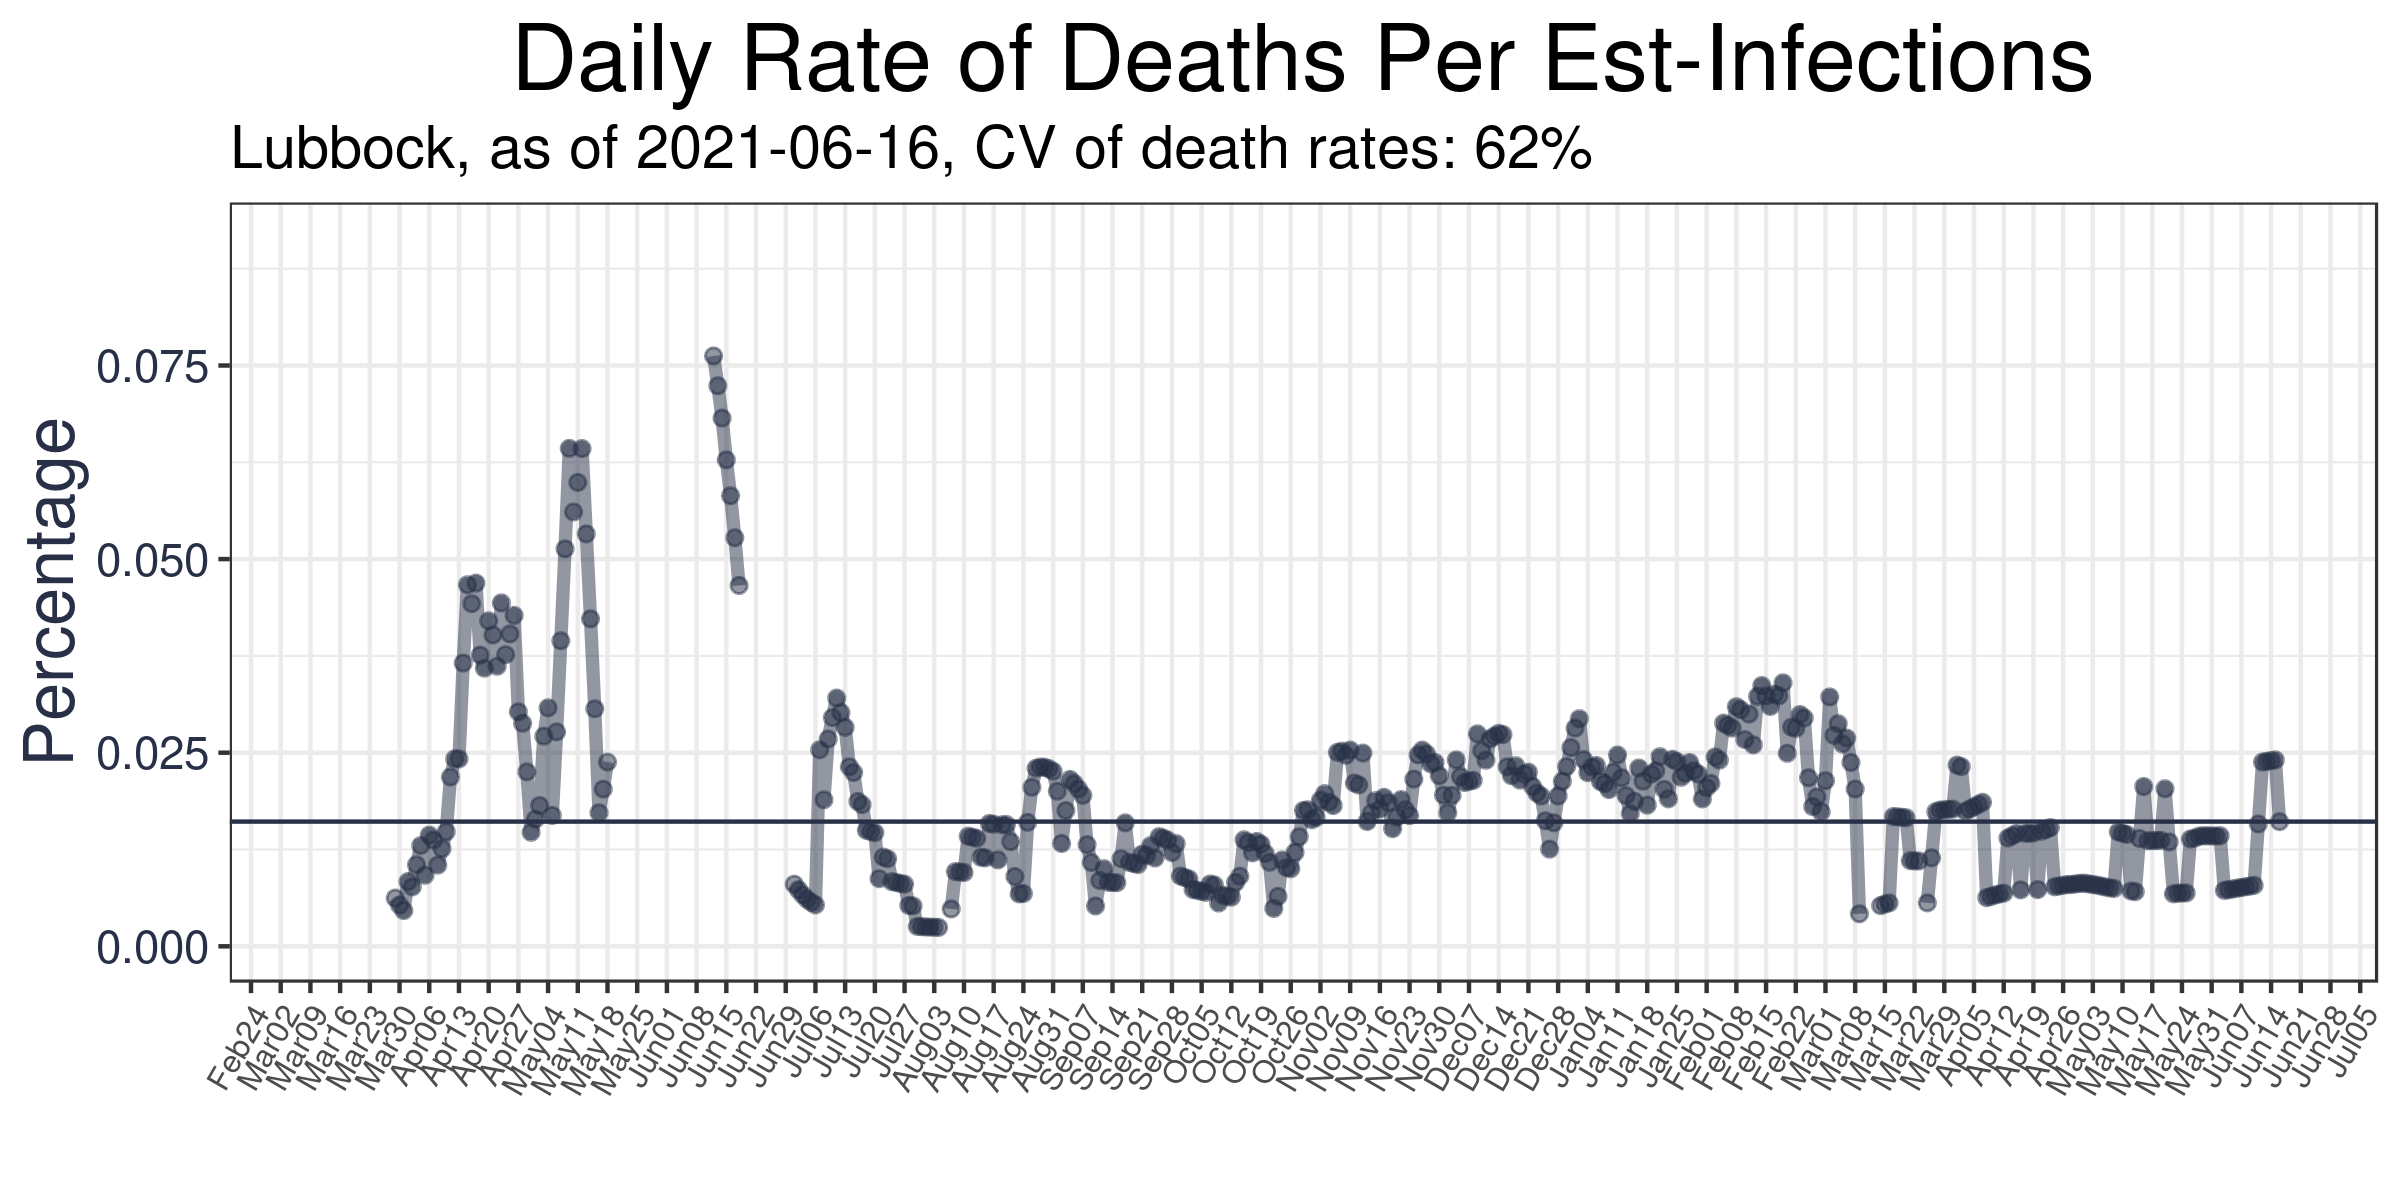 Daily Rate of Deaths Per Est-Infections
Lubbock, as of 2021-06-16, CV of death rates: 62%
Percentage
0.075
0.050
0.025
0.000
Feb24
Mar02
Mar09
Mar16
Mar23
Mar30
Apr06
Apr13
Apr20
Apr27
May04
May11
May18
May25
Jun01
Jun08
Jun15
Jun22
Jun29
Jul06
Jul13
Jul20
Jul27
Aug03
Aug10
Aug17
Aug24
Aug31
Sep07
Sep14
Sep21
Sep28
Oct05
Oct12
Oct19
Oct26
Nov02
Nov09
Nov16
Nov23
Nov30
Dec07
Dec14
Dec21
Dec28
Jan04
Jan11
Jan18
Jan25
Feb01
Feb08
Feb15
Feb22
Mar01
Mar08
Mar15
Mar22
Mar29
Apr05
Apr12
Apr19
Apr26
May03
May10
May17
May24
May31
Jun07
Jun14
Jun21
Jun28
Jul05